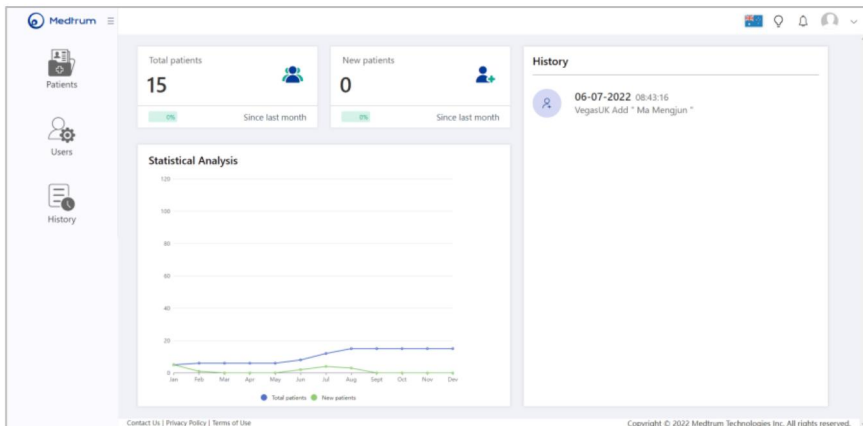 Medtrum
Patients
Users
History
Total patients
15
0%
Since last month
New patients
0
0%
Since last month
Statistical Analysis
120
100
80
60
40
20
0
Jan Feb Mar Apr May Jun Jul Aug Sept Oct Nov Dev
Total patients New patients
History
06-07-2022 08:43:16
VegasUK Add " Ma Mengjun "
Contact Us | Privacy Policy | Terms of Use
Copyright © 2022 Medtrum Technologies Inc. All rights reserved.